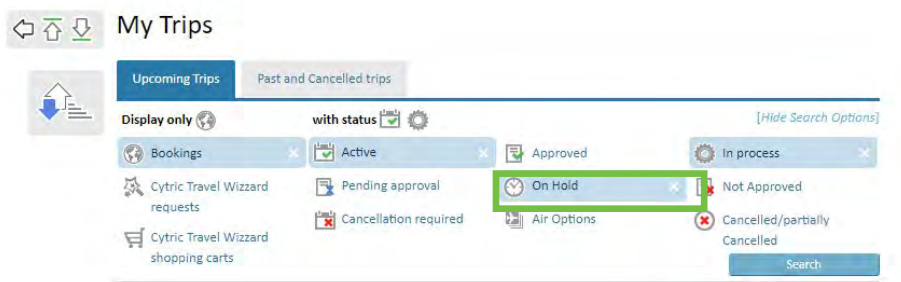 My Trips
Upcoming Trips Past and Cancelled trips
Display only with status [Hide Search Options]
Bookings Active Approved In process
Cytric Travel Wizzard requests Pending approval On Hold Not Approved
Cancellation required Air Options Cancelled/partially Cancelled
Cytric Travel Wizzard shopping carts
Search